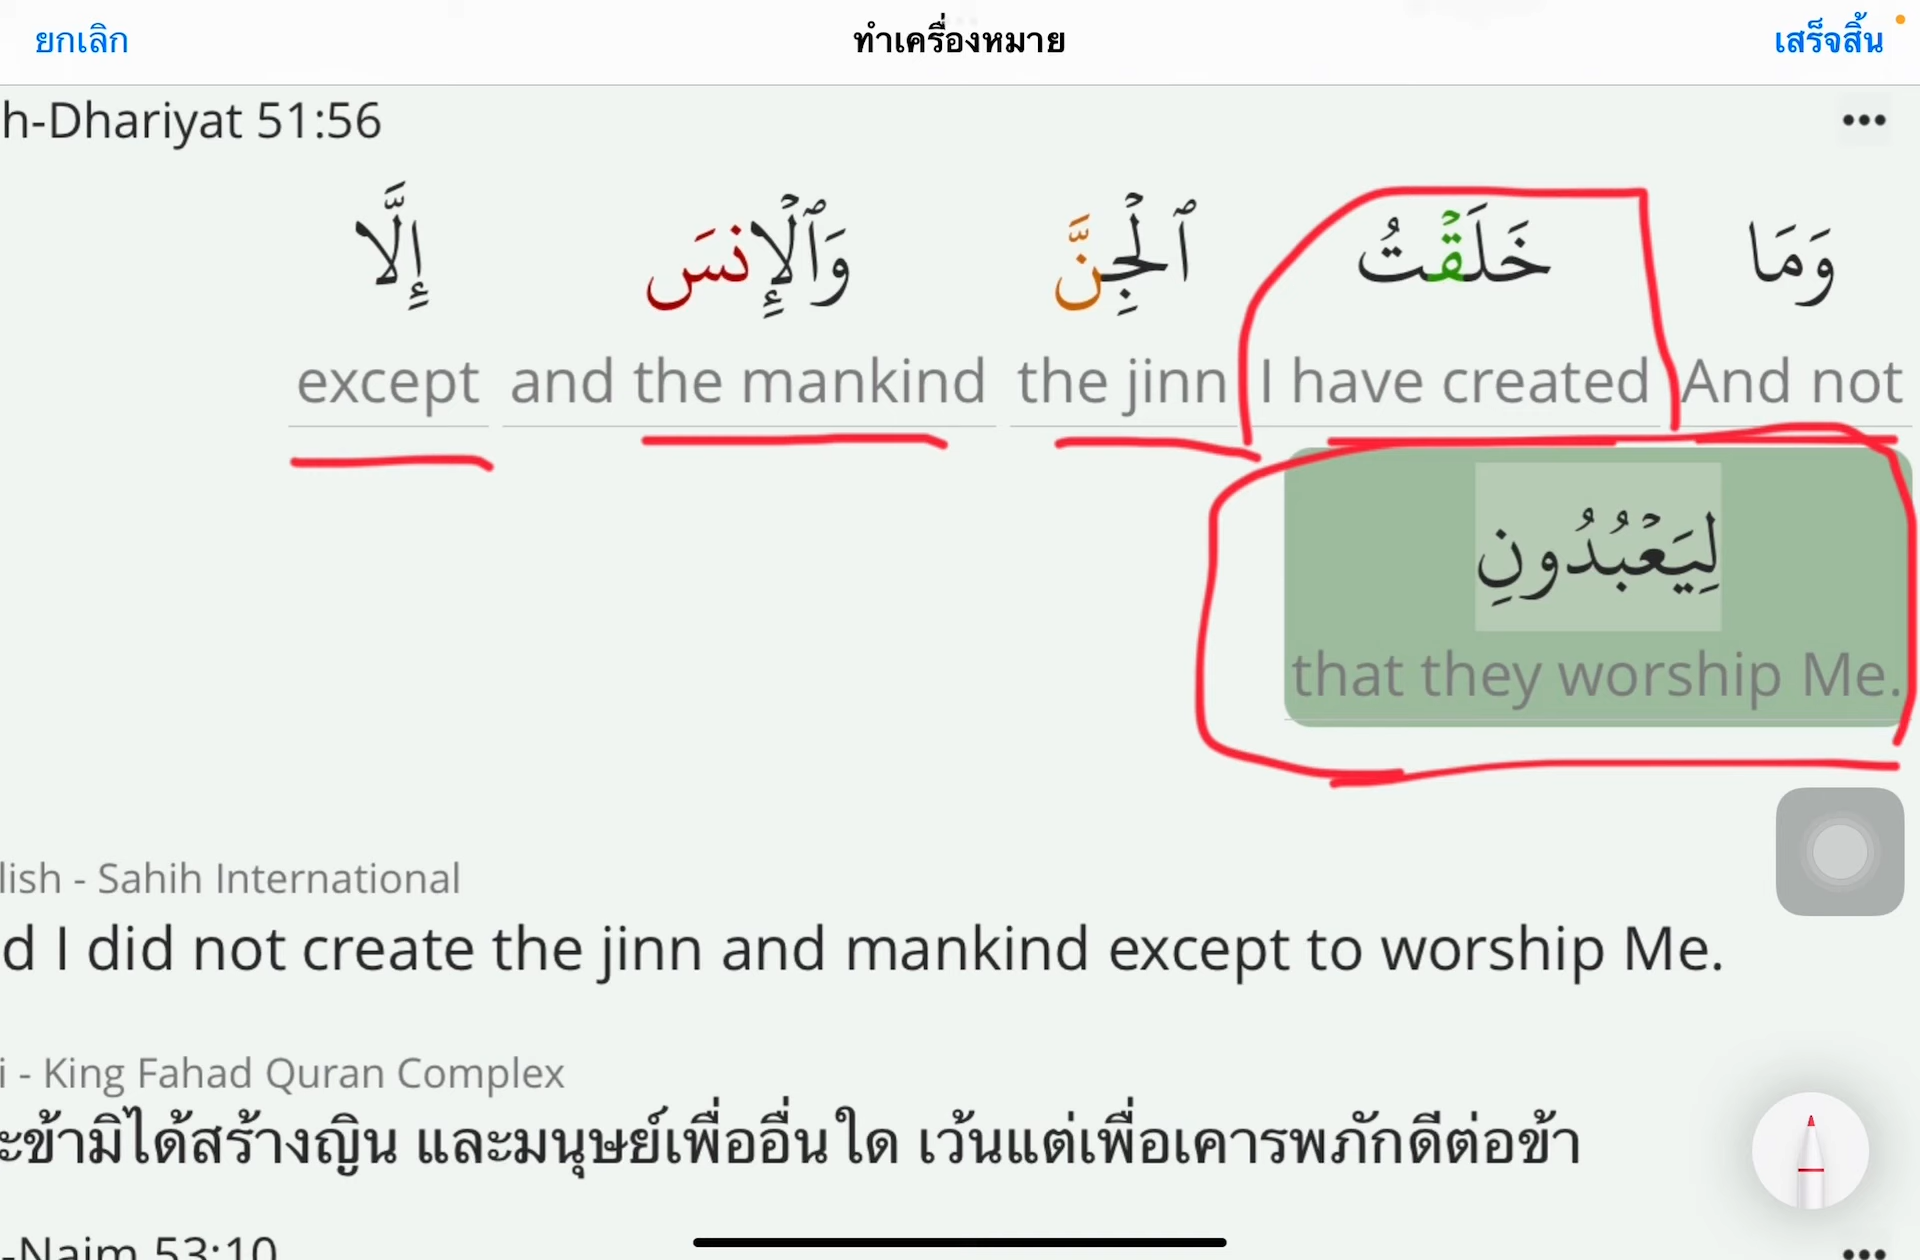 ยกเลิก ทำเครื่องหมาย เสร็จสิ้น
h-Dhariyat 51:56
وَمَا خَلَقْتُ ٱلْجِنَّ وَٱلْإِنسَ إِلَّا
And not I have created the jinn and the mankind except
لِيَعْبُدُونِ
that they worship Me.
lish - Sahih International
d I did not create the jinn and mankind except to worship Me.
i - King Fahad Quran Complex
ะข้ามิได้สร้างญิน และมนุษย์เพื่ออื่นใด เว้นแต่เพื่อเคารพภักดีต่อข้า
-Najm 53:10